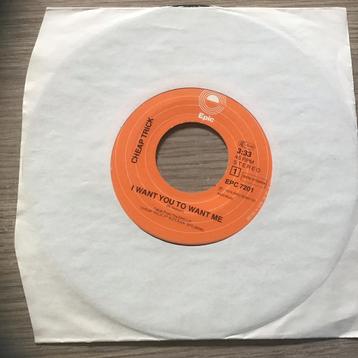 Epic
CHEAP TRICK
3:33
45 RPM
STEREO
1
EPC 7201
I WANT YOU TO WANT ME